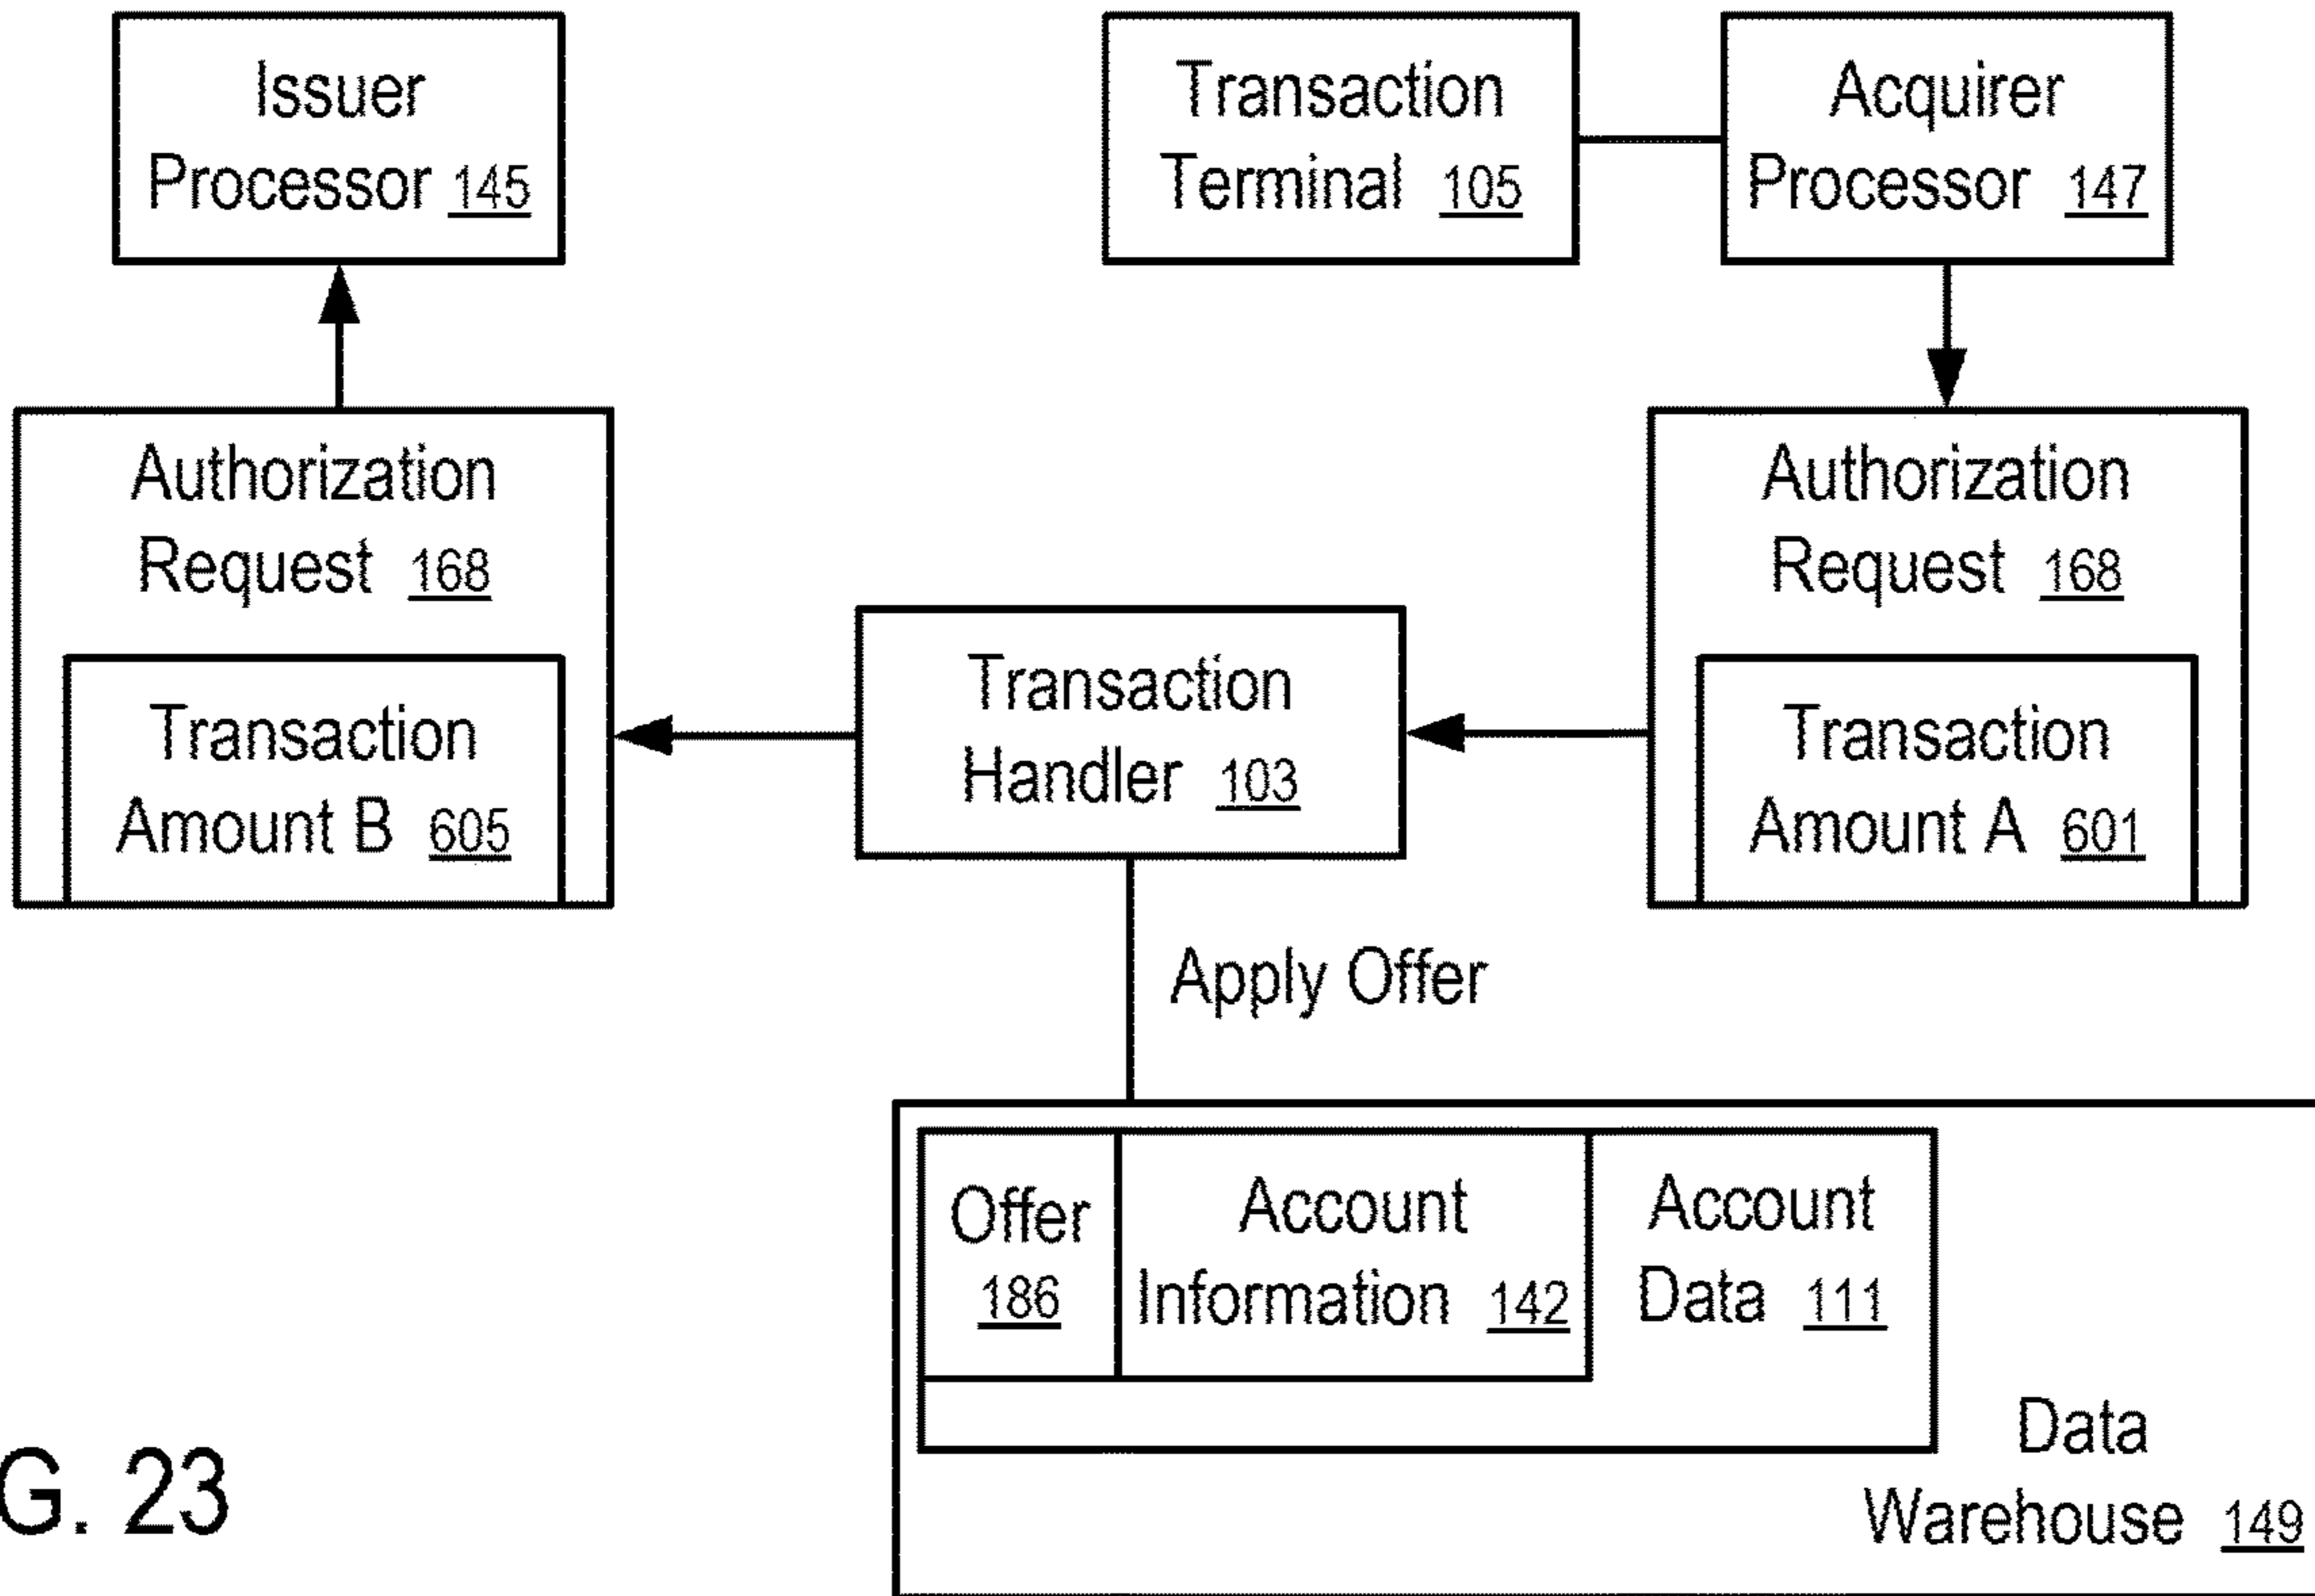 Issuer
Processor 145
Transaction
Terminal 105
Acquirer
Processor 147
Authorization
Request 168
Transaction
Amount B 605
Transaction
Handler 103
Authorization
Request 168
Transaction
Amount A 601
Apply Offer
Offer
186
Account
Information 142
Account
Data 111
Data
Warehouse 149
G. 23